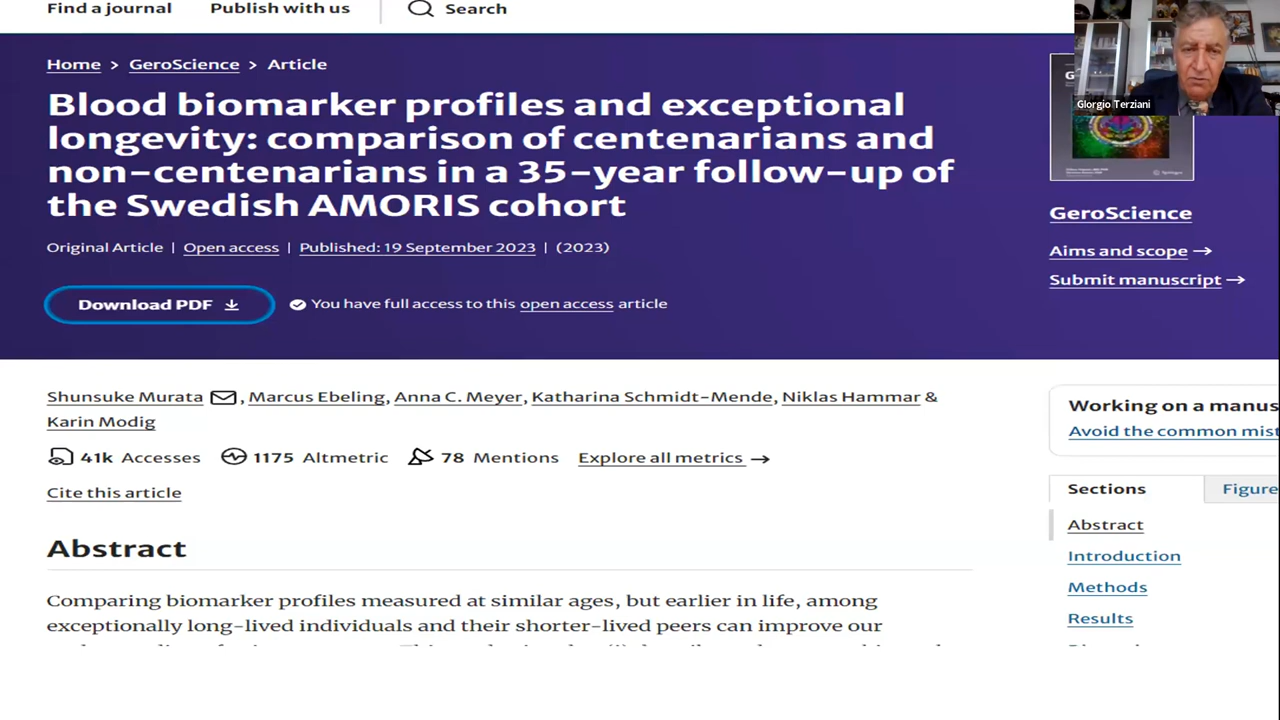 Find a journal
Publish with us
Search
Home > GeroScience > Article
Blood biomarker profiles and exceptional
longevity: comparison of centenarians and
non-centenarians in a 35-year follow-up of
the Swedish AMORIS cohort
Original Article | Open access | Published: 19 September 2023 | (2023)
Download PDF
You have full access to this open access article
GIorgio Terziani
GeroScience
Aims and scope →
Submit manuscript →
Shunsuke Murata, Marcus Ebeling, Anna C. Meyer, Katharina Schmidt-Mende, Niklas Hammar &
Karin Modig
41k Accesses 1175 Altmetric 78 Mentions Explore all metrics →
Cite this article
Abstract
Comparing biomarker profiles measured at similar ages, but earlier in life, among
exceptionally long-lived individuals and their shorter-lived peers can improve our
Working on a manus
Avoid the common mist
Sections
Figure
Abstract
Introduction
Methods
Results